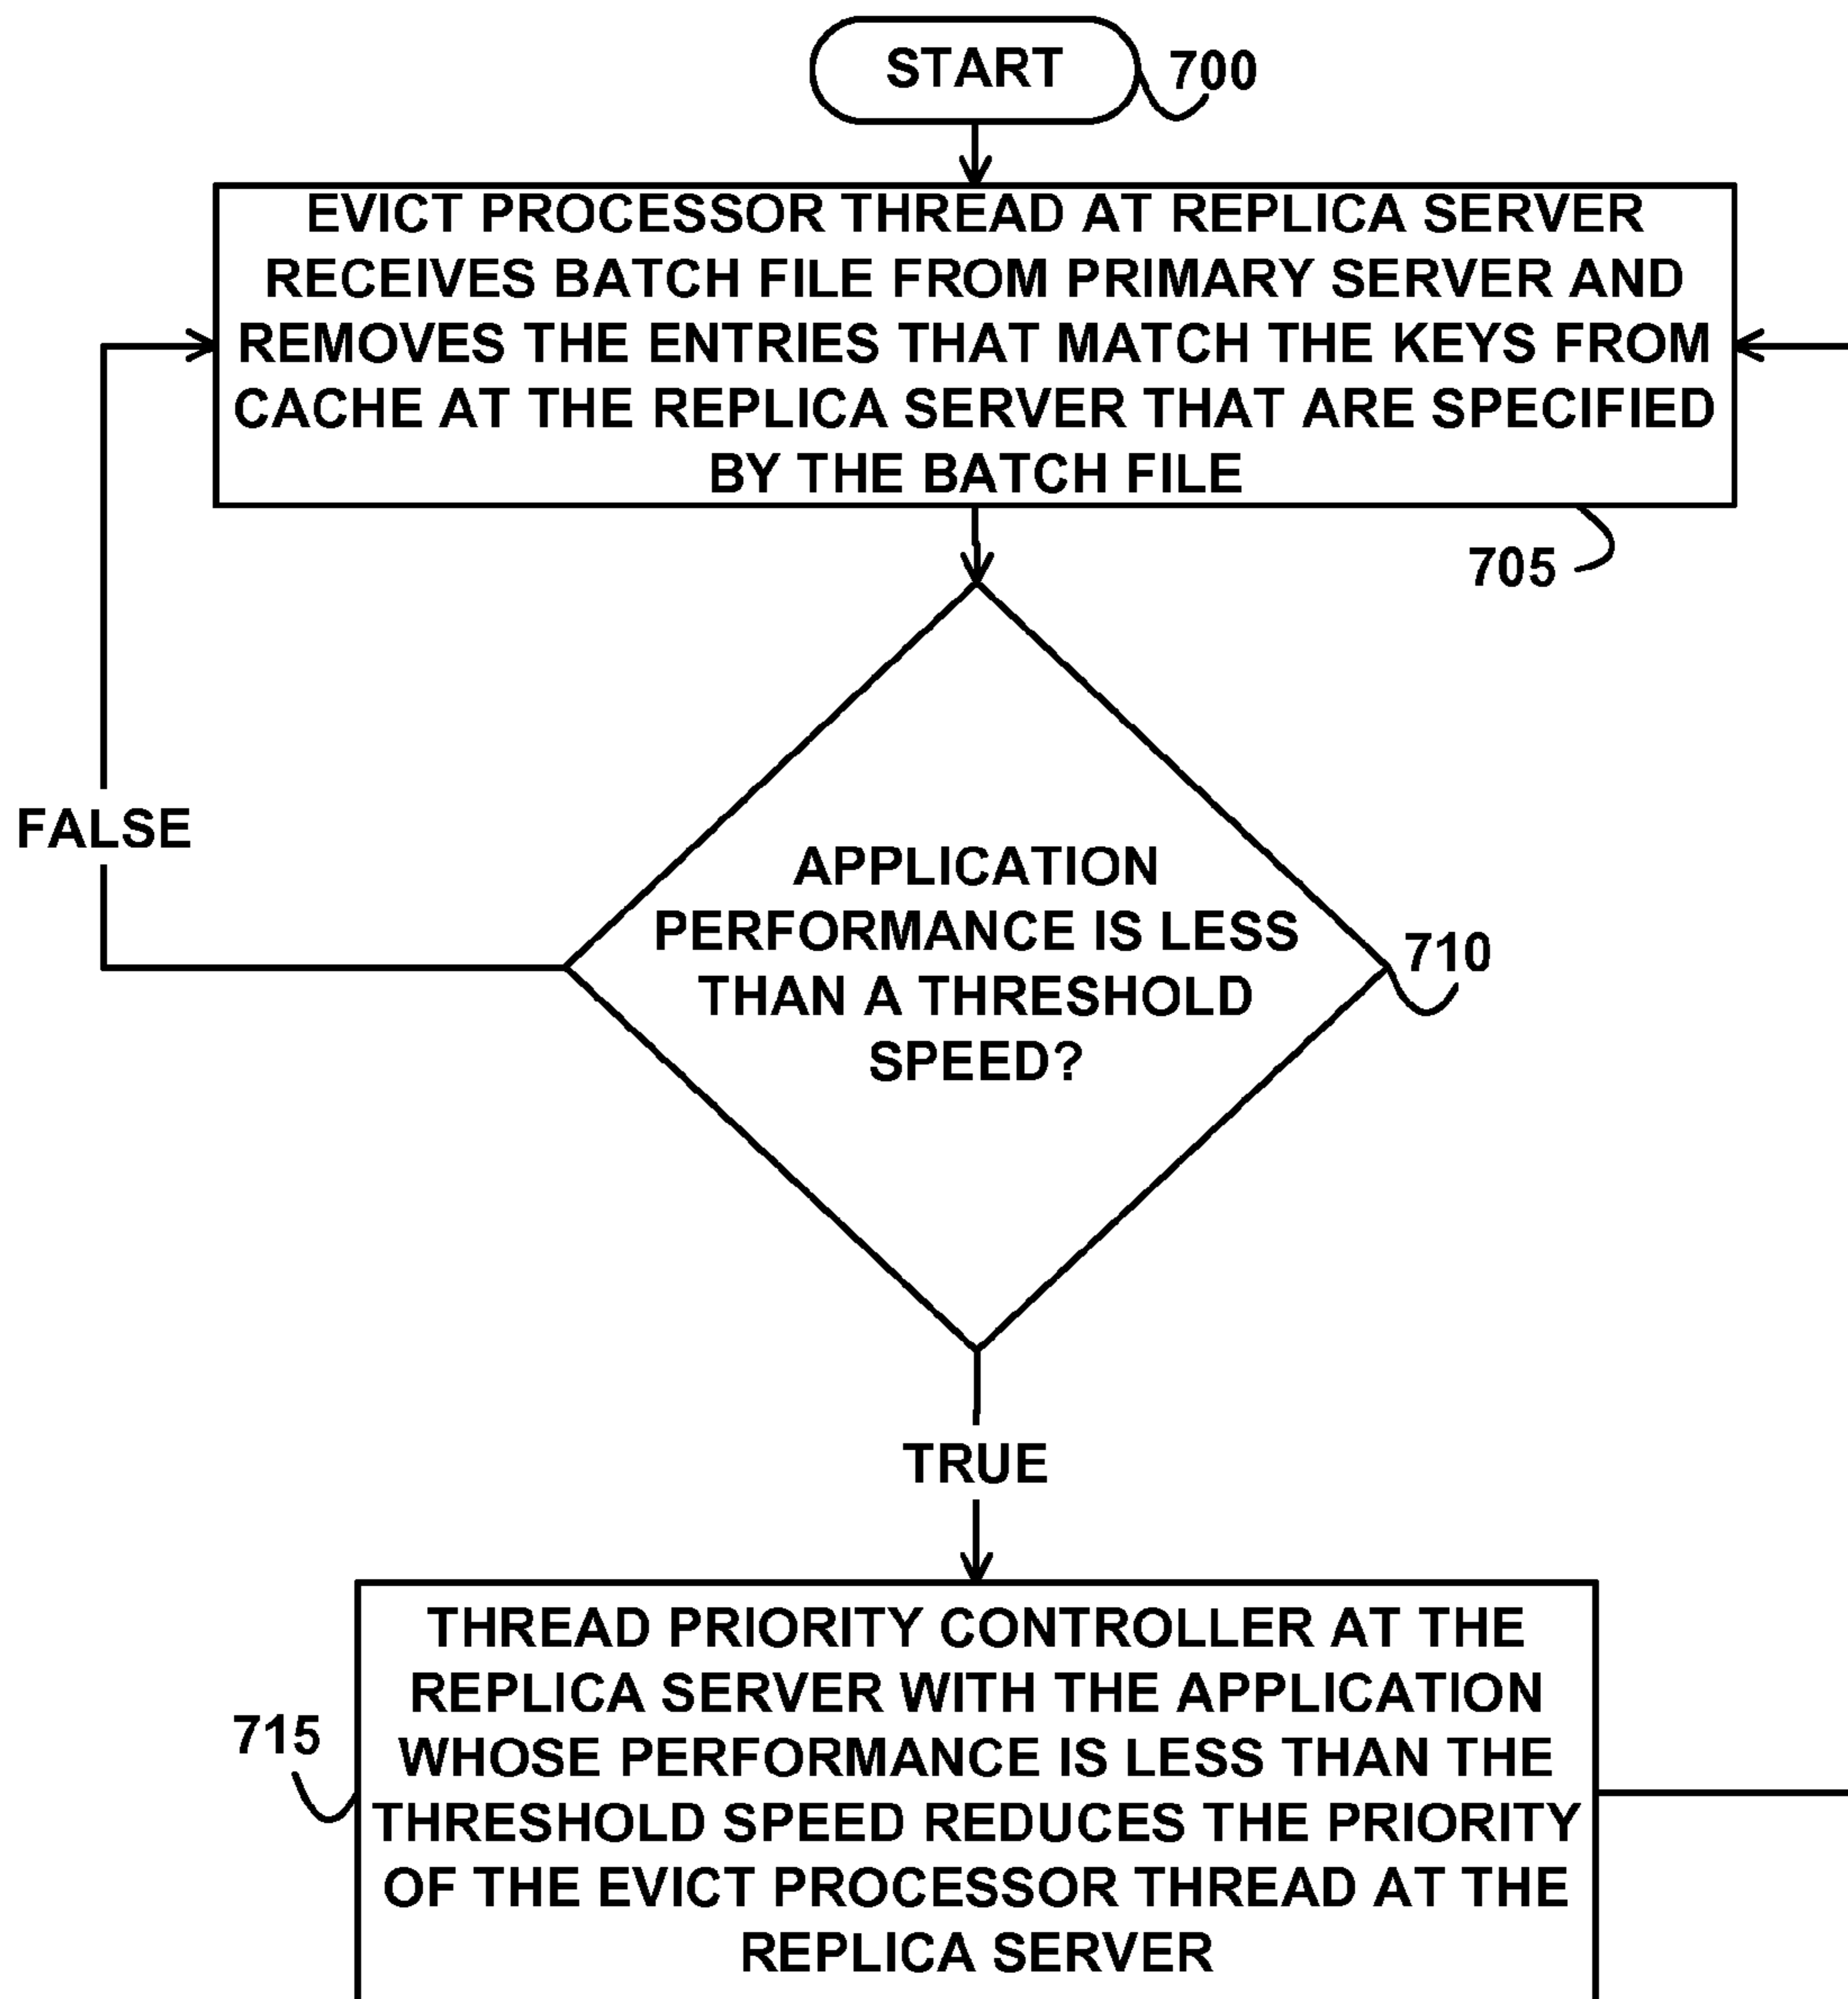 START
700
EVICT PROCESSOR THREAD AT REPLICA SERVER
RECEIVES BATCH FILE FROM PRIMARY SERVER AND
REMOVES THE ENTRIES THAT MATCH THE KEYS FROM
CACHE AT THE REPLICA SERVER THAT ARE SPECIFIED
BY THE BATCH FILE
705
FALSE
APPLICATION
PERFORMANCE IS LESS
THAN A THRESHOLD
SPEED?
710
TRUE
THREAD PRIORITY CONTROLLER AT THE
REPLICA SERVER WITH THE APPLICATION
WHOSE PERFORMANCE IS LESS THAN THE
THRESHOLD SPEED REDUCES THE PRIORITY
OF THE EVICT PROCESSOR THREAD AT THE
REPLICA SERVER
715